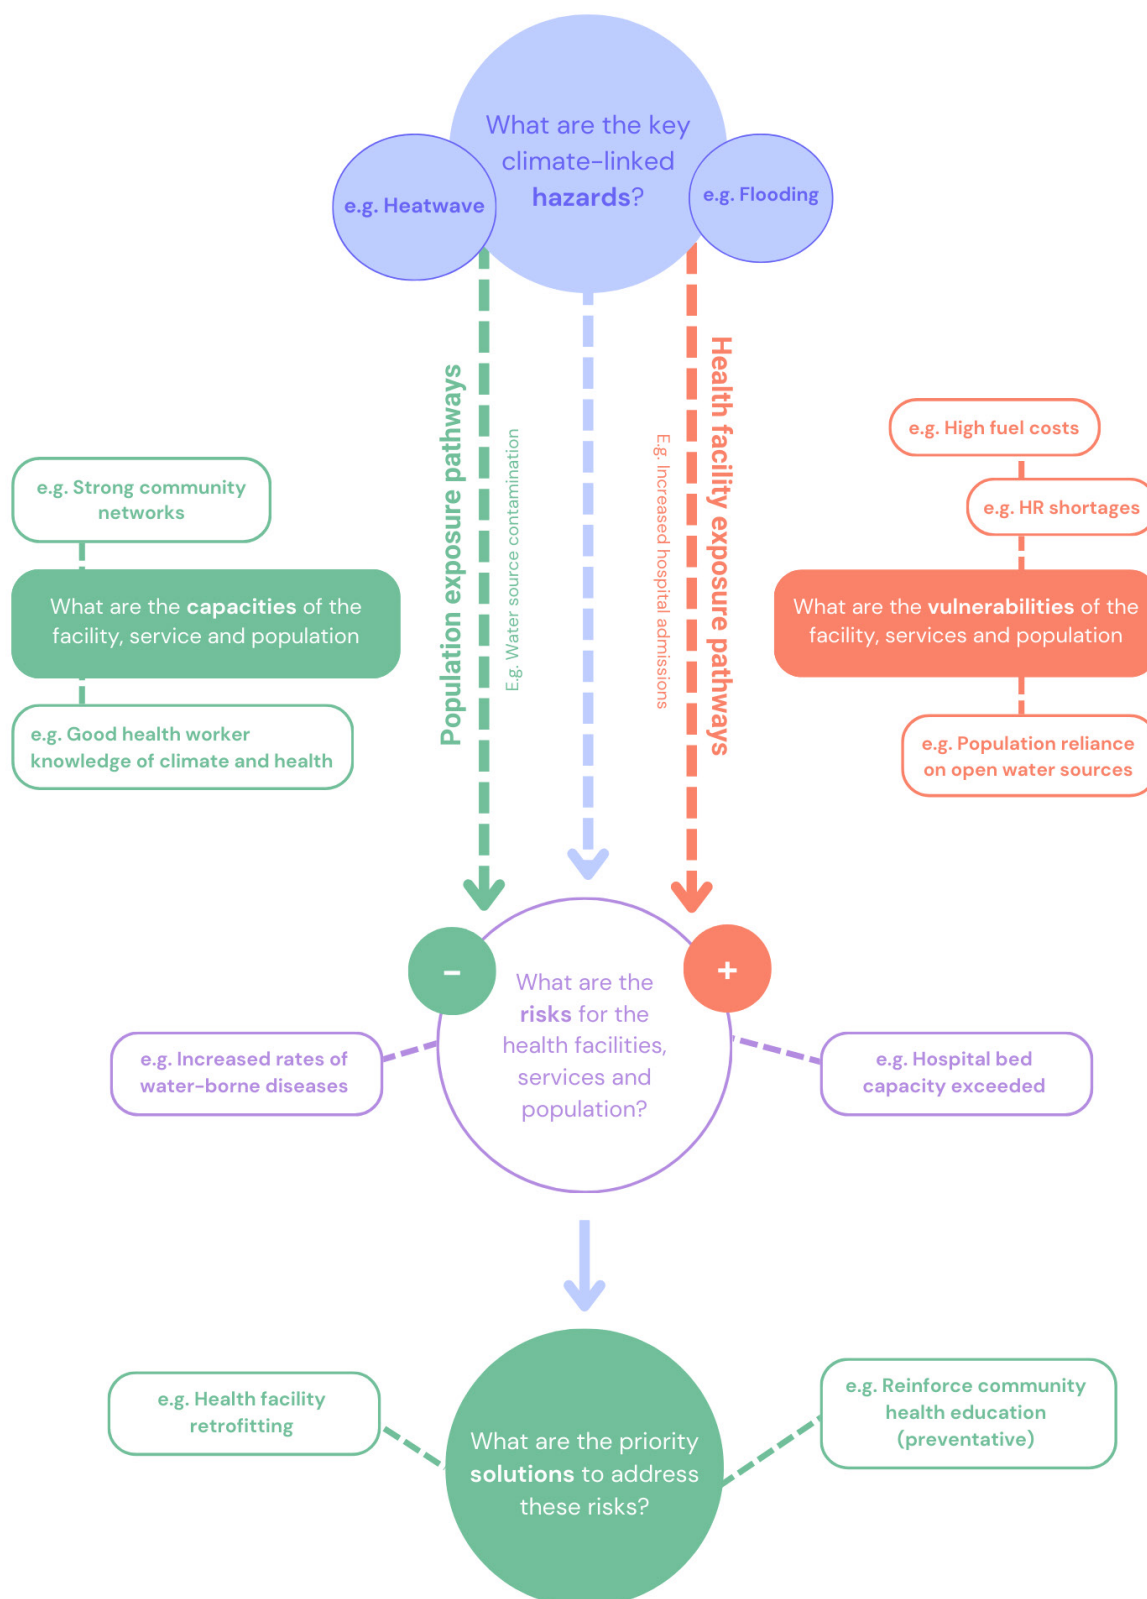 What are the key
climate-linked
hazards?
e.g. Heatwave
e.g. Flooding
Population exposure pathways
E.g. Water source contamination
E.g. Increased hospital admissions
Health facility exposure pathways
e.g. Strong community
networks
What are the capacities of the
facility, service and population
e.g. Good health worker
knowledge of climate and health
e.g. High fuel costs
e.g. HR shortages
What are the vulnerabilities of the
facility, services and population
e.g. Population reliance
on open water sources
-
+
What are the
risks for the
health facilities,
services and
population?
e.g. Increased rates of
water-borne diseases
e.g. Hospital bed
capacity exceeded
What are the priority
solutions to address
these risks?
e.g. Health facility
retrofitting
e.g. Reinforce community
health education
(preventative)